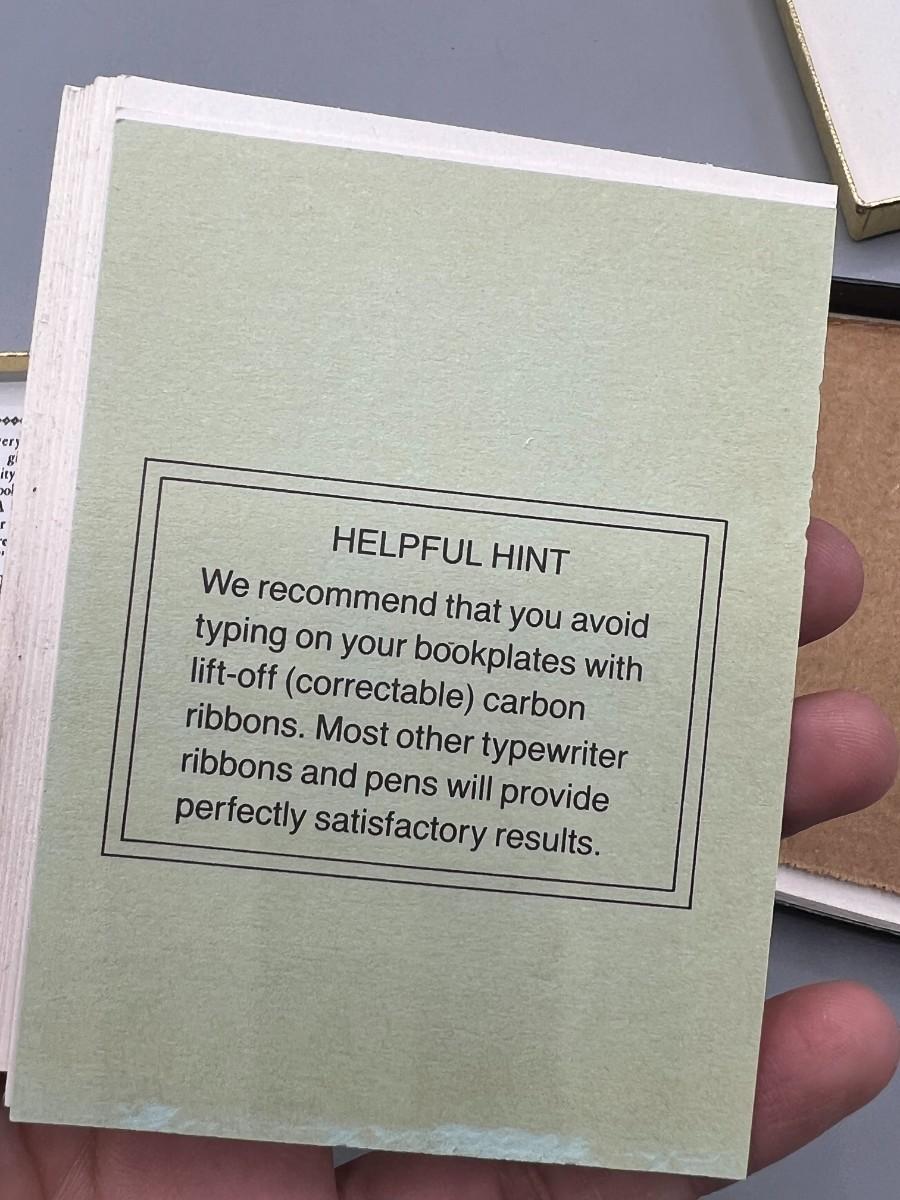 HELPFUL HINT
We recommend that you avoid
typing on your bookplates with
lift-off (correctable) carbon
ribbons. Most other typewriter
ribbons and pens will provide
perfectly satisfactory results.